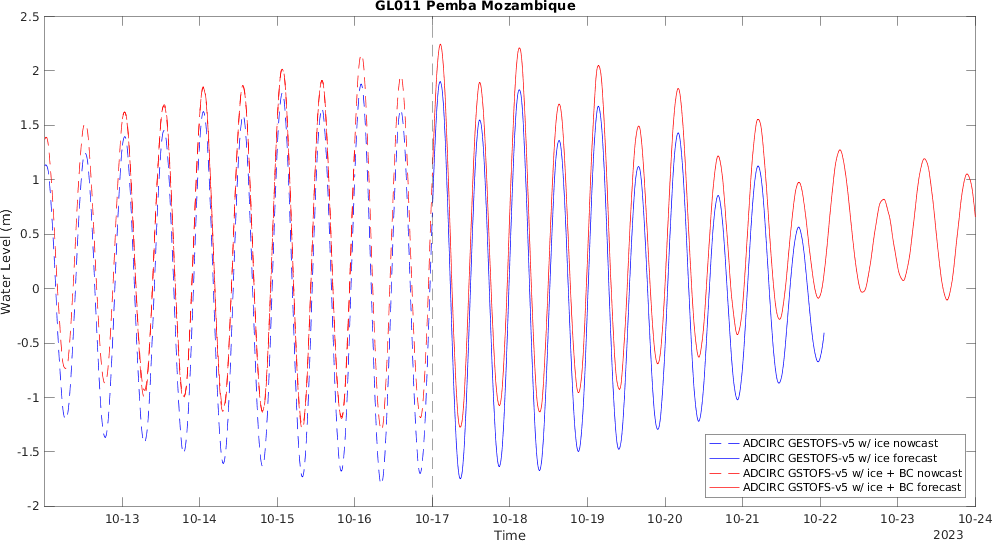 GL011 Pemba Mozambique
2.5
2
1.5
1
0.5
0
-0.5
-1
-1.5
-2
Water Level (m)
ADCIRC GESTOFS-v5 w/ ice nowcast
ADCIRC GESTOFS-v5 w/ ice forecast
ADCIRC GSTOFS-v5 w/ ice + BC nowcast
ADCIRC GSTOFS-v5 w/ ice + BC forecast
10-13 10-14 10-15 10-16 10-17 10-18 10-19 10-20 10-21 10-22 10-23 10-24
Time
2023